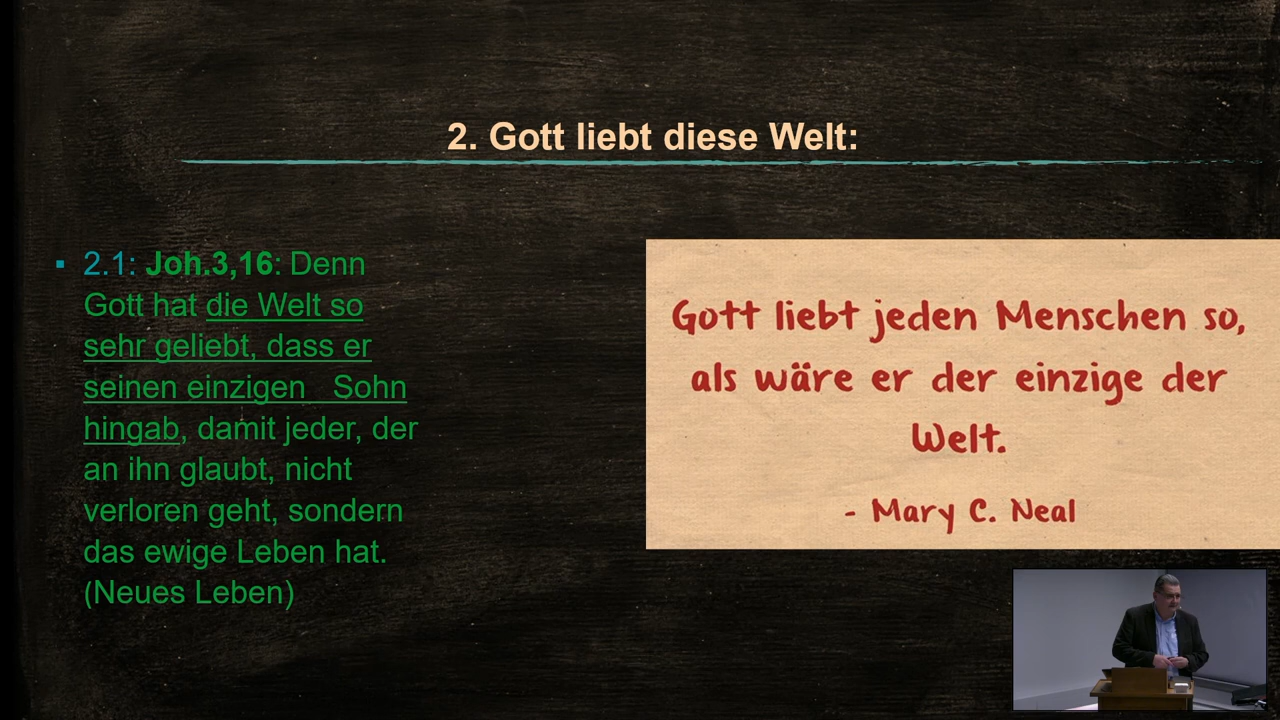 2. Gott liebt diese Welt:
▪ 2.1: Joh.3,16: Denn
Gott hat die Welt so
sehr geliebt, dass er
seinen einzigen   Sohn
hingab, damit jeder, der
an ihn glaubt, nicht
verloren geht, sondern
das ewige Leben hat.
(Neues Leben)
Gott liebt jeden Menschen so,
als wäre er der einzige der
Welt.
- Mary C. Neal